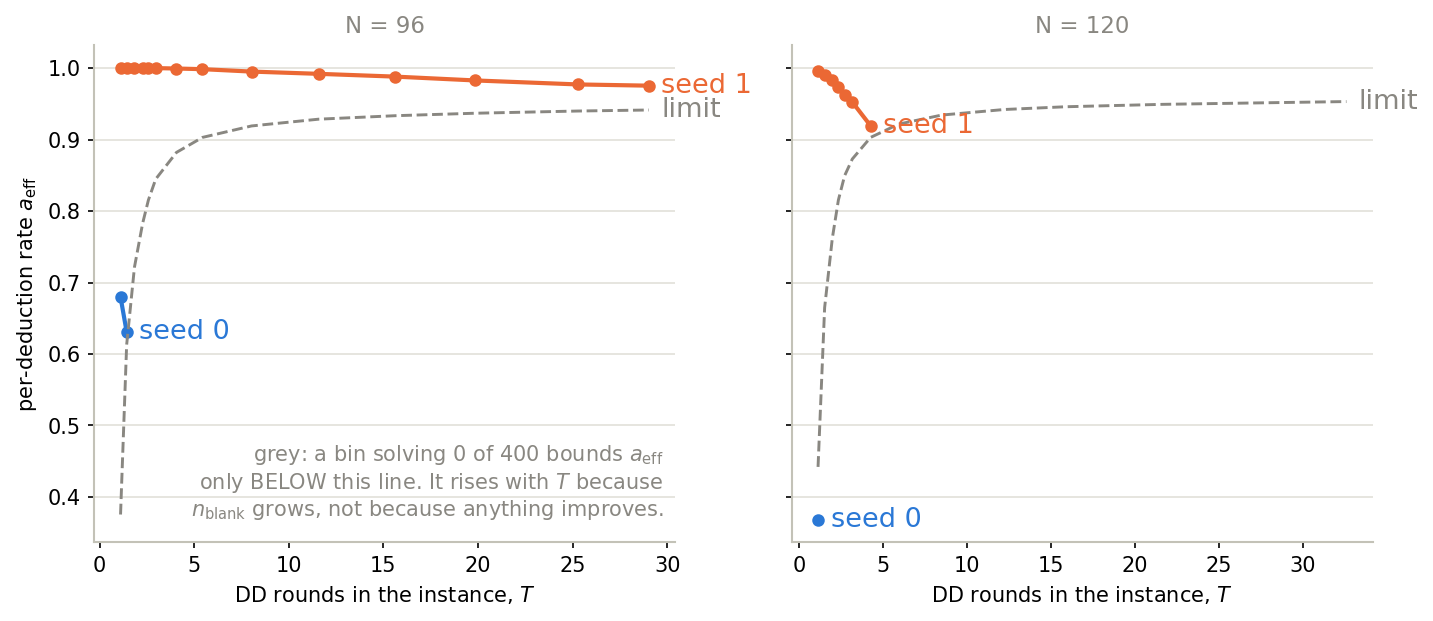 N = 96
N = 120
1.0
0.9
0.8
0.7
0.6
0.5
0.4
per-deduction rate a_eff
seed 1
limit
seed 0
grey: a bin solving 0 of 400 bounds a_eff
only BELOW this line. It rises with T because
n_blank grows, not because anything improves.
0 5 10 15 20 25 30
DD rounds in the instance, T
limit
seed 1
seed 0
0 5 10 15 20 25 30
DD rounds in the instance, T